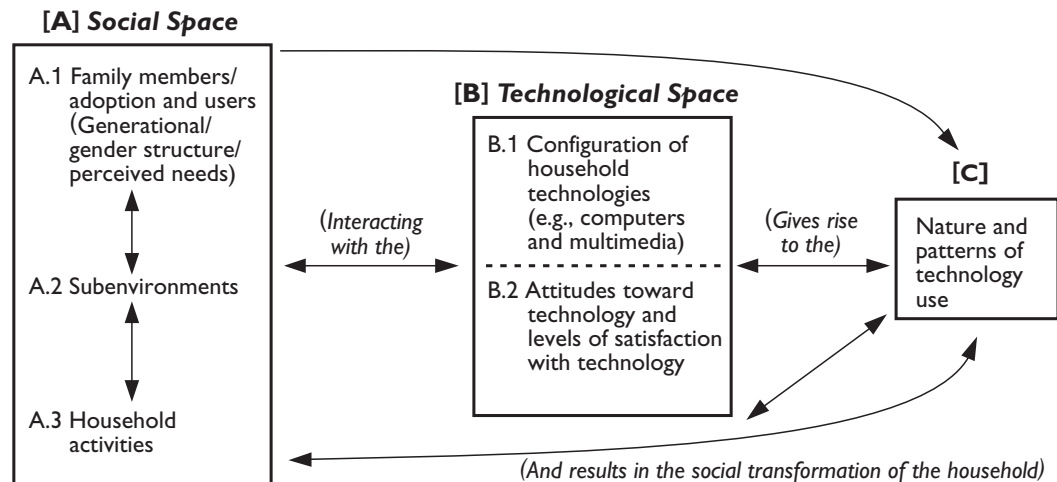 [A] Social Space
A.1 Family members/
adoption and users
(Generational/
gender structure/
perceived needs)
A.2 Subenvironments
A.3 Household
activities
(Interacting
with the)
[B] Technological Space
B.1 Configuration of
household
technologies
(e.g., computers
and multimedia)
B.2 Attitudes toward
technology and
levels of satisfaction
with technology
(Gives rise
to the)
[C]
Nature and
patterns of
technology
use
(And results in the social transformation of the household)